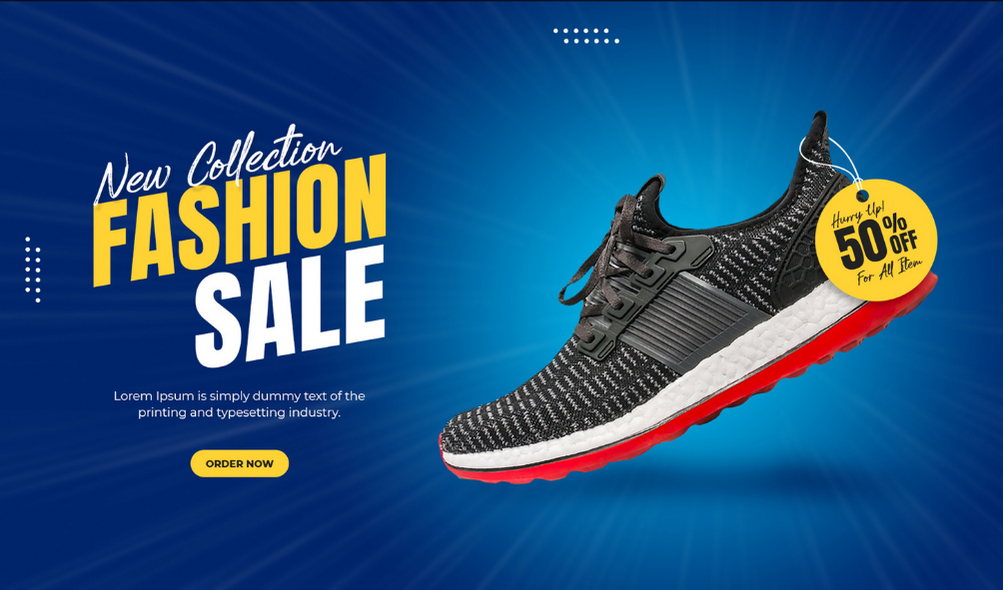 New Collection
FASHION
SALE
Lorem Ipsum is simply dummy text of the
printing and typesetting industry.
ORDER NOW
Hurry Up!
50% OFF
For All Item